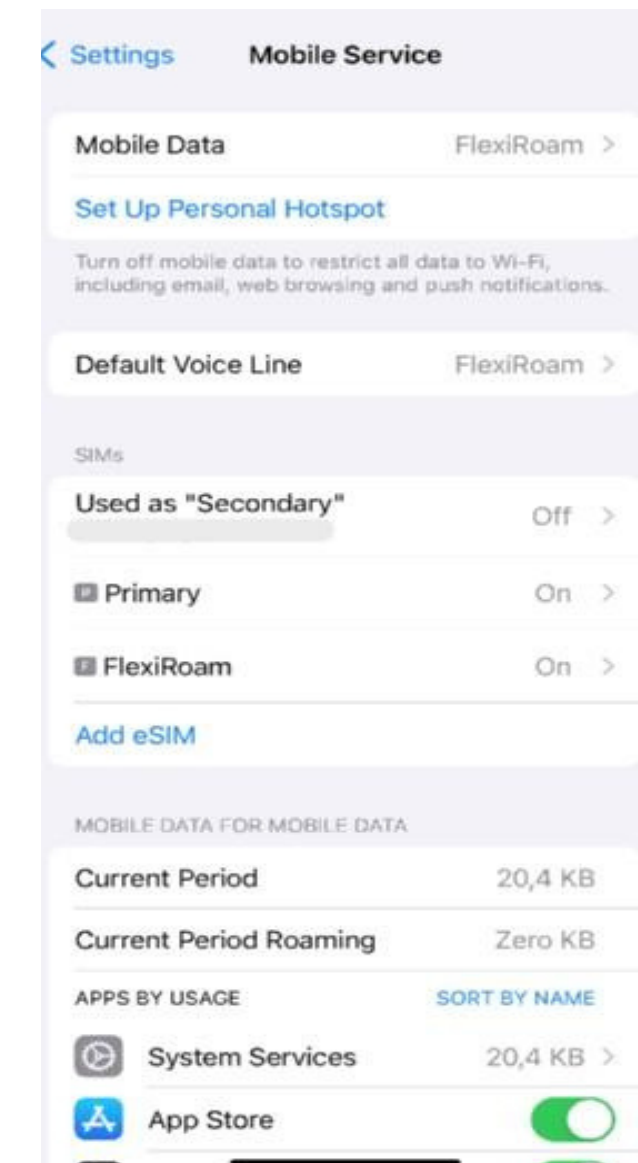 Settings Mobile Service
Mobile Data FlexiRoam
Set Up Personal Hotspot
Turn off mobile data to restrict all data to Wi-Fi,
including email, web browsing and push notifications.
Default Voice Line FlexiRoam
SIMs
Used as "Secondary" Off
P Primary On
F FlexiRoam On
Add eSIM
MOBILE DATA FOR MOBILE DATA
Current Period 20,4 KB
Current Period Roaming Zero KB
APPS BY USAGE SORT BY NAME
System Services 20,4 KB
App Store